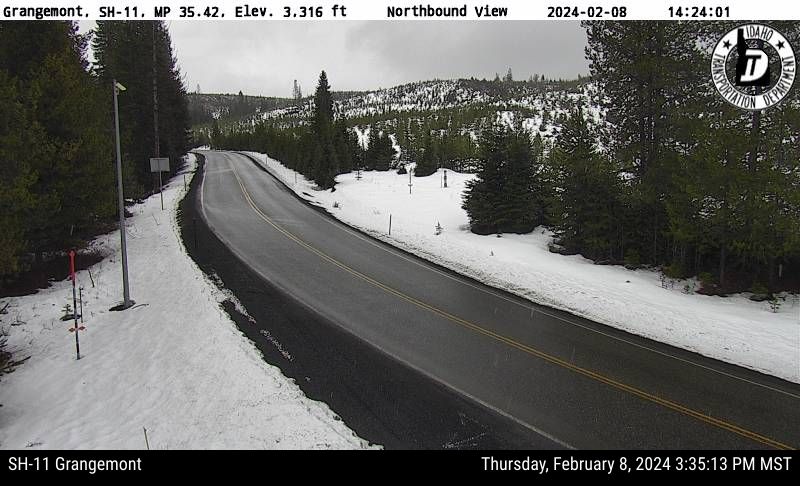 Grangemont, SH-11, MP 35.42, Elev. 3,316 ft Northbound View 2024-02-08 14:24:01
IDAHO
TRANSPORTATION DEPARTMENT
SH-11 Grangemont Thursday, February 8, 2024 3:35:13 PM MST